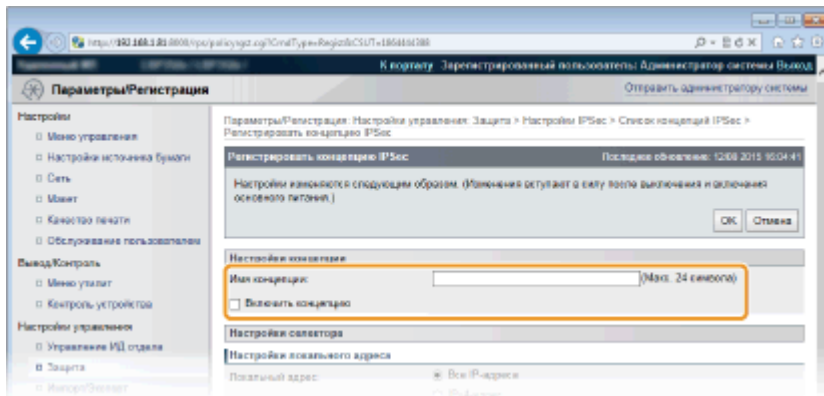 К порталу Зарегистрированный пользователь: Администратор системы Выход
Параметры/Регистрация
Отправить администратору системы
Настройки
Меню управления
Настройки источника бумаги
Сеть
Макет
Качество печати
Обслуживание пользователем
Вывод/Контроль
Меню утилит
Контроль устройства
Настройки управления
Управление ИД отдела
Защита
Импорт/Экспорт
Параметры/Регистрация: Настройки управления: Защита > Настройки IPSec > Список концепций IPSec >
Регистрировать концепцию IPSec
Регистрировать концепцию IPSec
Последнее обновление: 12/08 2015 16:04:41
Настройки изменяются следующим образом. (Изменения вступают в силу после выключения и включения
основного питания.)
OK Отмена
Настройки концепции
Имя концепции:
(Макс. 24 символа)
Включить концепцию
Настройки селектора
Настройки локального адреса
Локальный адрес:
Все IP-адреса